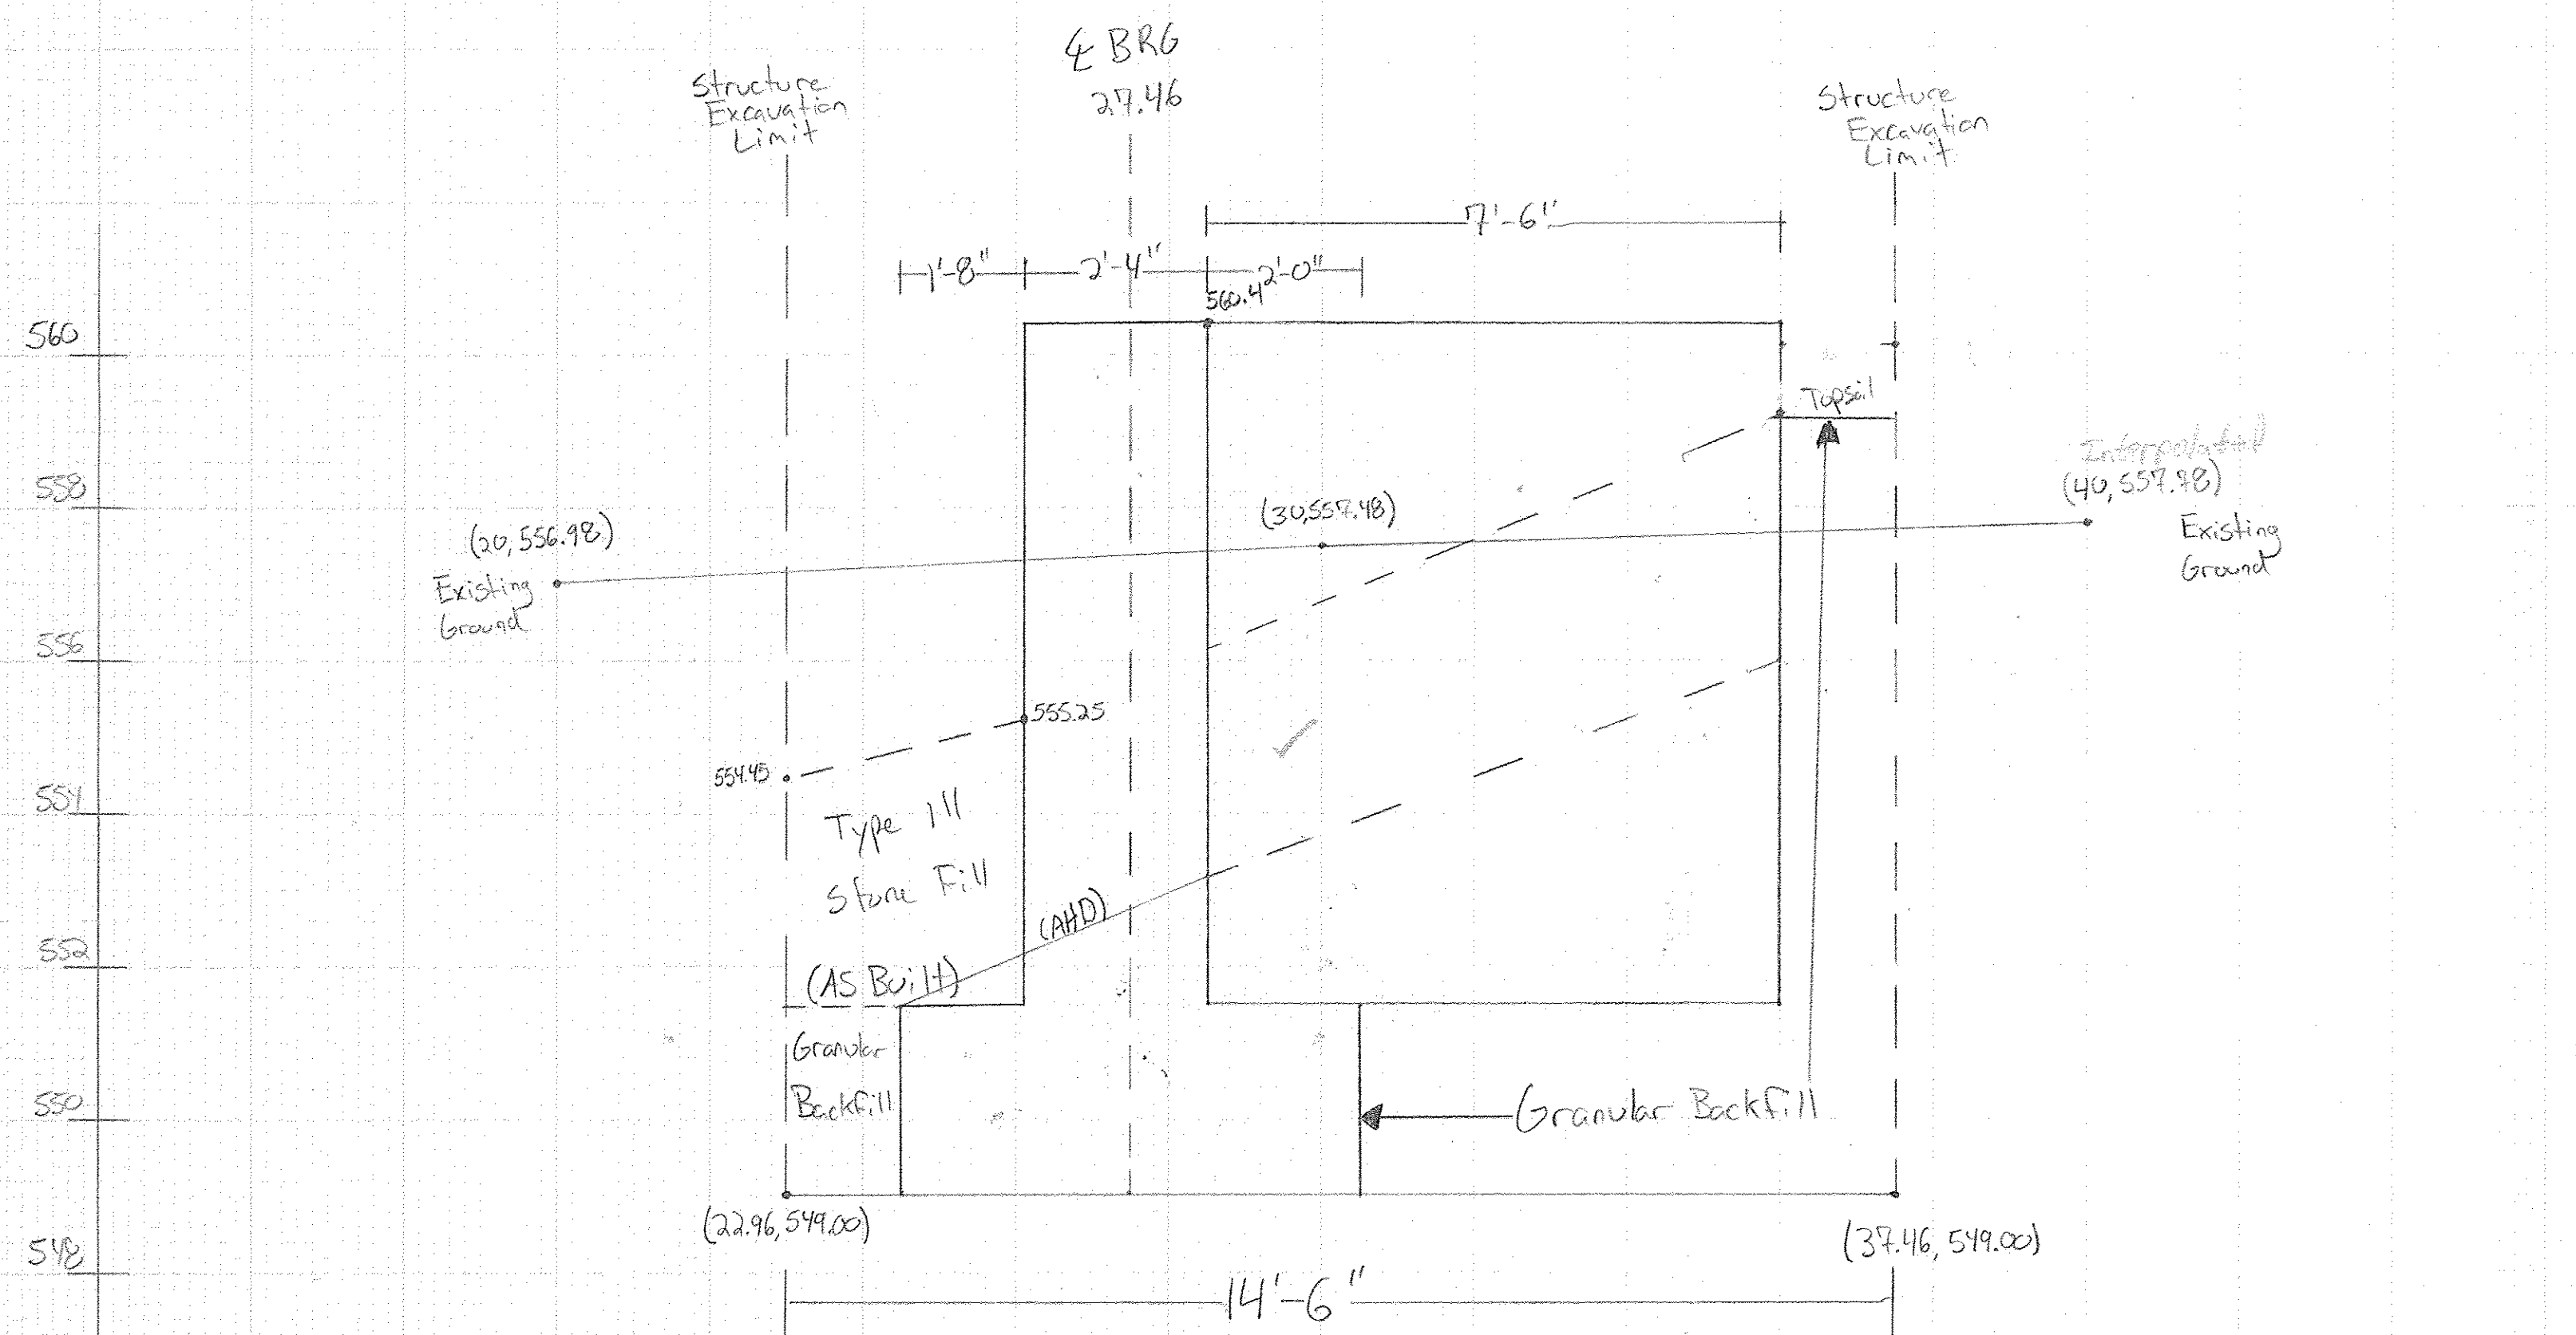 ℄ BRG
27.46
Structure
Excavation
Limit
Structure
Excavation
Limit
7'-6"
1'-8"
2'-4"
2'-0"
560.4
560
Topsoil
Interpolated
(40, 557.98)
558
(30, 557.48)
(20, 556.98)
Existing
Ground
Existing
Ground
556
555.25
554.45
554
Type III
Stone Fill
(AHD)
552
(AS Built)
Granular
Backfill
550
Granular Backfill
(22.96, 549.00)
(37.46, 549.00)
548
14'-6"